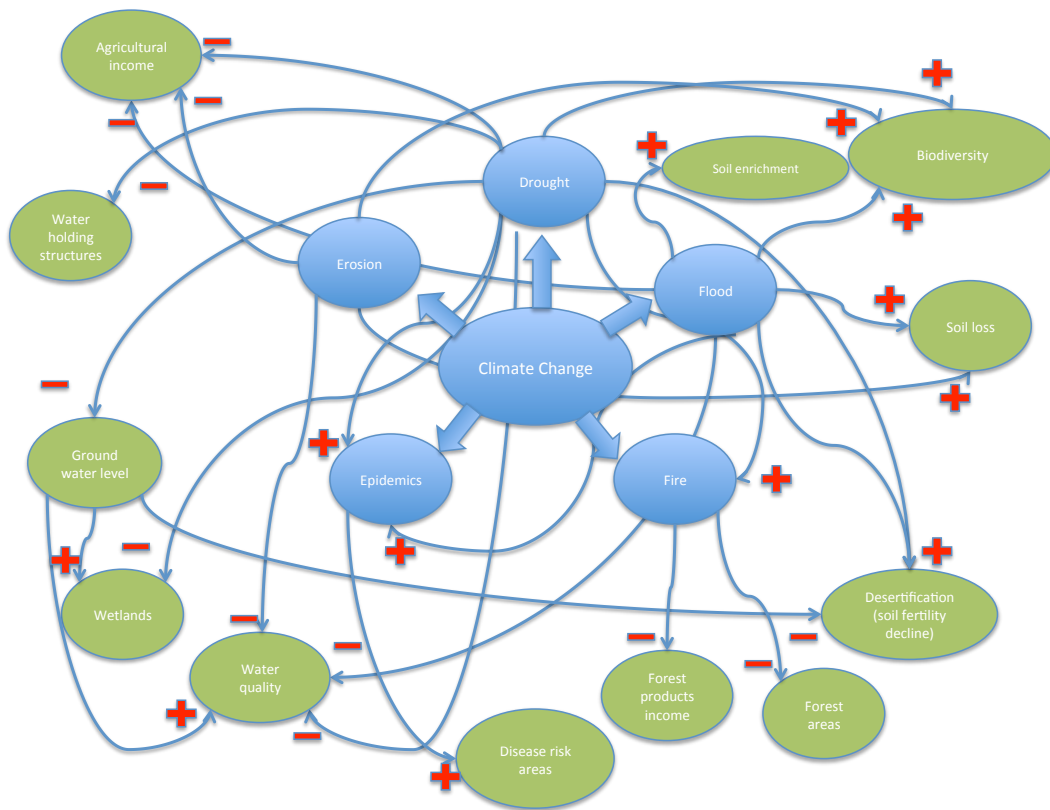 Agricultural
income
Drought
Soil enrichment
Biodiversity
Water
holding
structures
Erosion
Flood
Soil loss
Climate Change
Ground
water level
Epidemics
Fire
Wetlands
Desertification
(soil fertility
decline)
Water
quality
Forest
products
income
Forest
areas
Disease risk
areas